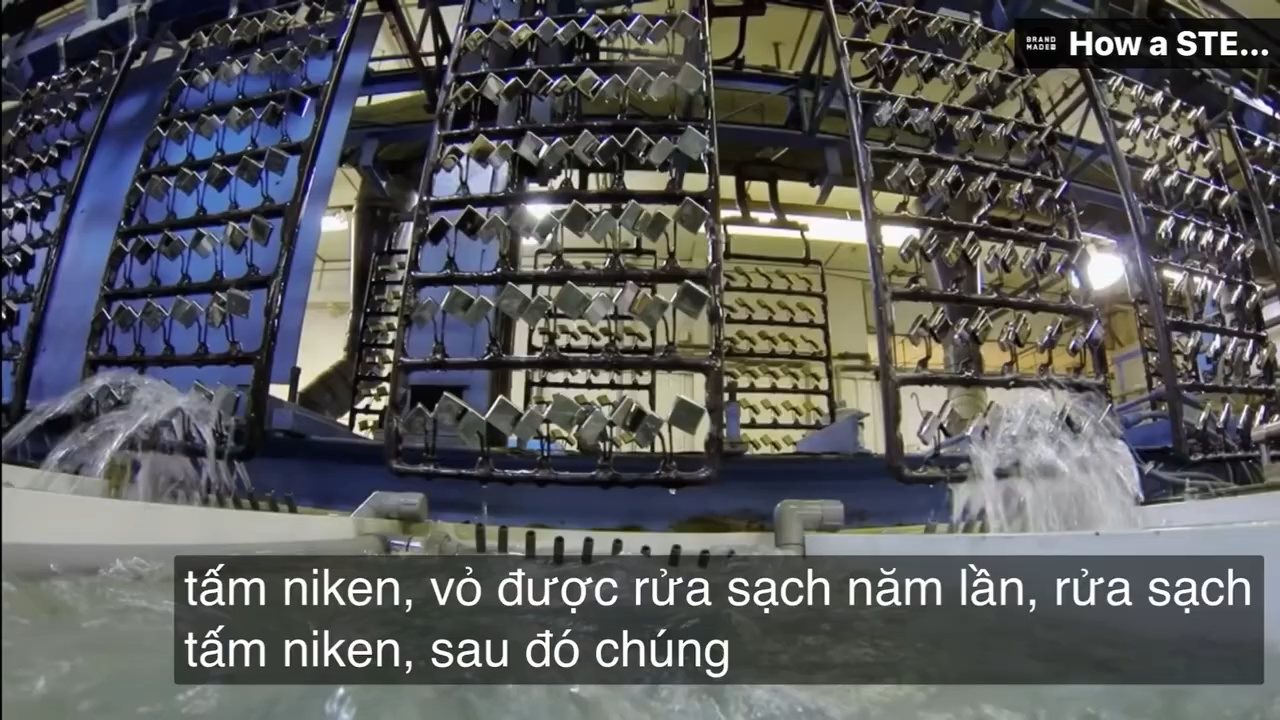 BRAND
MADE
How a STE...
tấm niken, vỏ được rửa sạch năm lần, rửa sạch
tấm niken, sau đó chúng